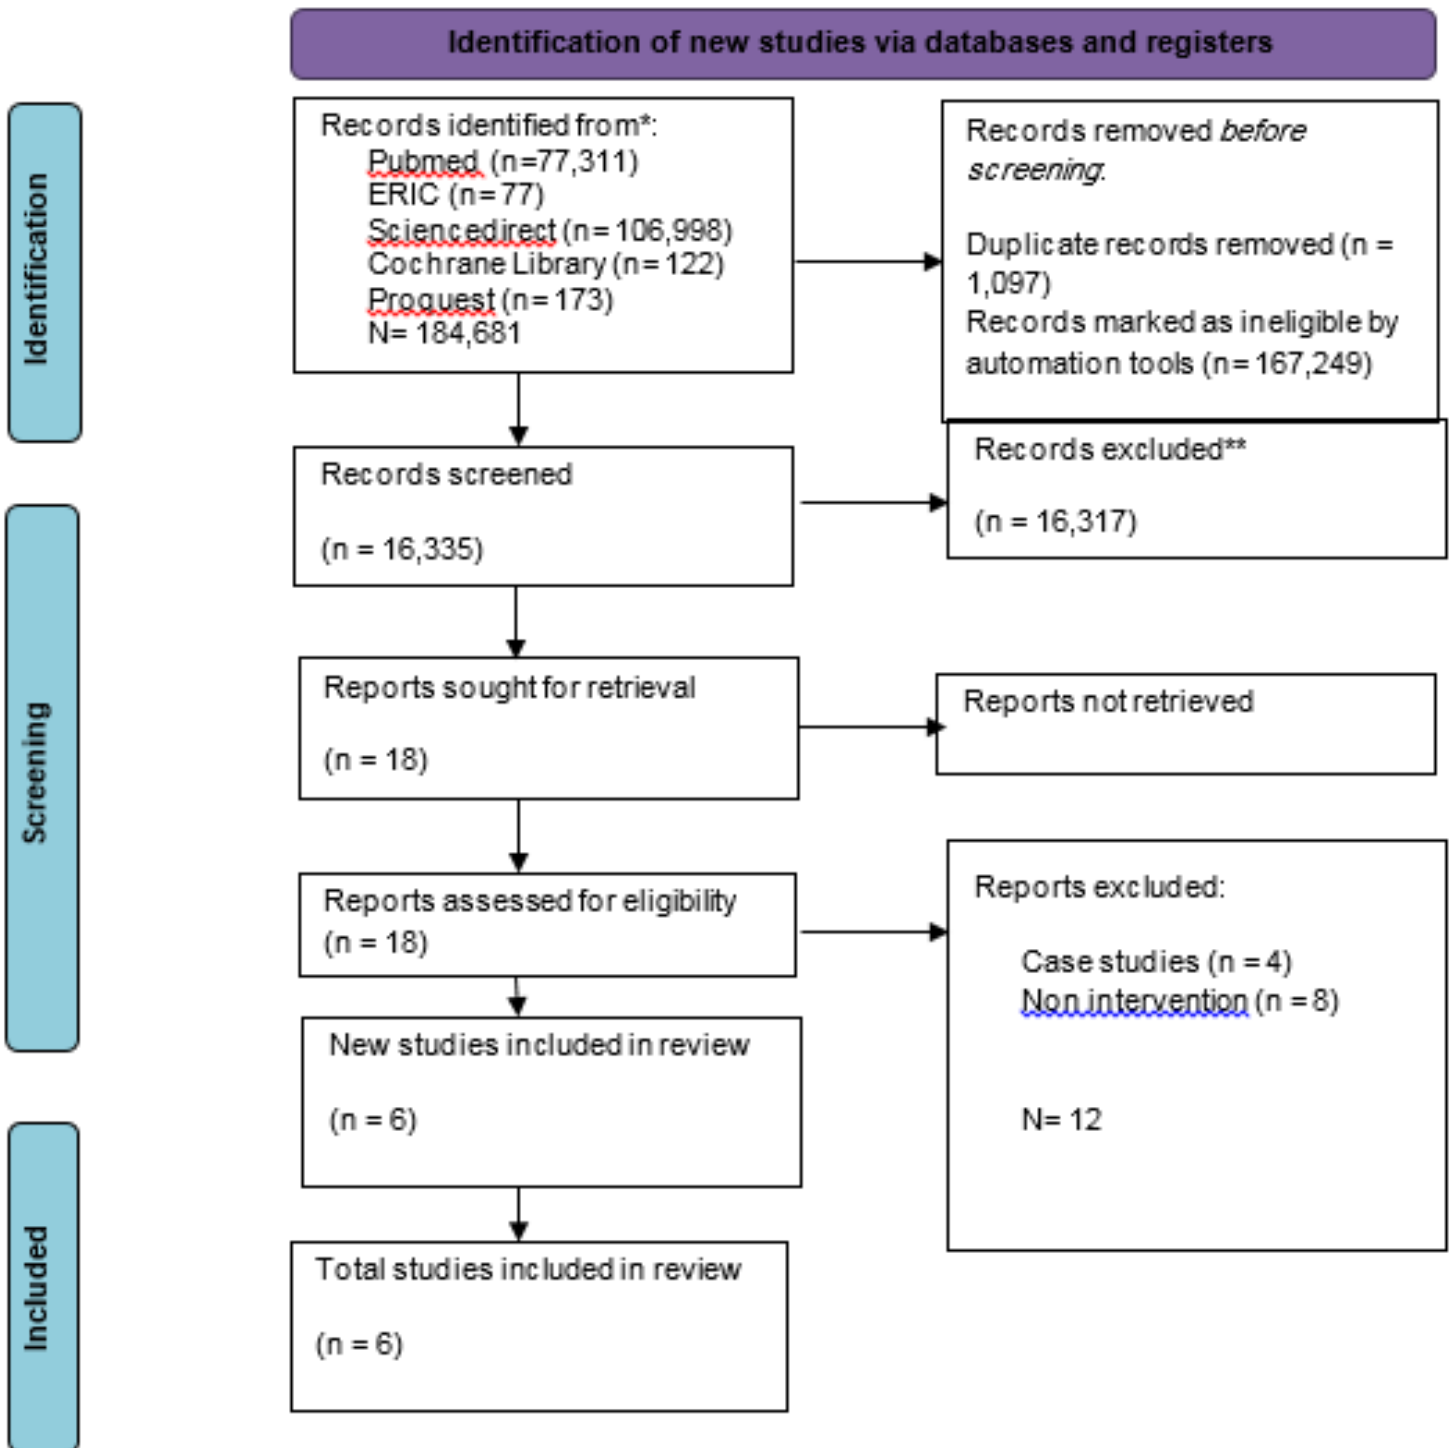 Identification of new studies via databases and registers
Identification
Records identified from*:
Pubmed (n=77,311)
ERIC (n=77)
Sciencedirect (n=106,998)
Cochrane Library (n=122)
Proquest (n=173)
N= 184,681
Records removed before
screening:
Duplicate records removed (n =
1,097)
Records marked as ineligible by
automation tools (n=167,249)
Screening
Records screened
(n = 16,335)
Records excluded**
(n = 16,317)
Reports sought for retrieval
(n = 18)
Reports not retrieved
Reports assessed for eligibility
(n = 18)
Reports excluded:
Case studies (n = 4)
Non intervention (n = 8)
N= 12
New studies included in review
(n = 6)
Included
Total studies included in review
(n = 6)